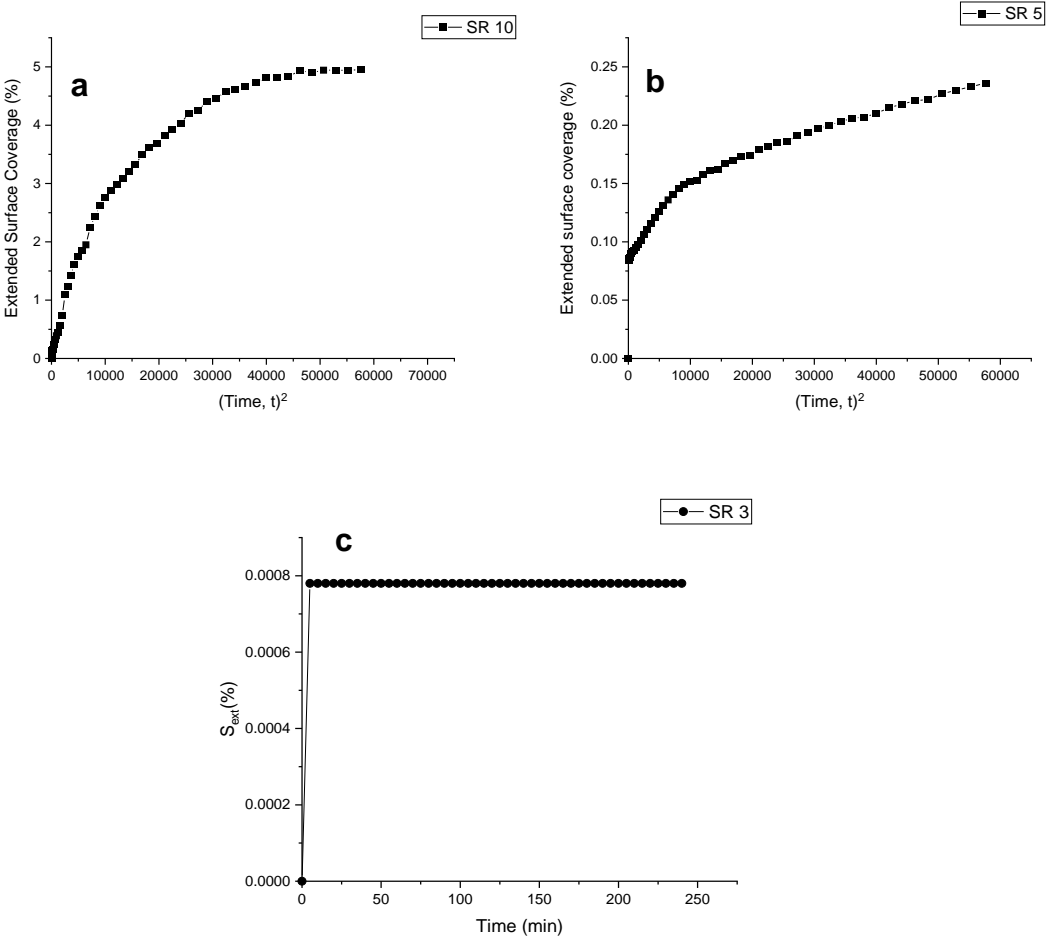 SR 10
a
Extended Surface Coverage (%)
5
4
3
2
1
0
0 10000 20000 30000 40000 50000 60000 70000
(Time, t)²
SR 5
b
Extended surface coverage (%)
0.25
0.20
0.15
0.10
0.05
0.00
0 10000 20000 30000 40000 50000 60000
(Time, t)²
SR 3
c
S_ext(%)
0.0008
0.0006
0.0004
0.0002
0.0000
0 50 100 150 200 250
Time (min)